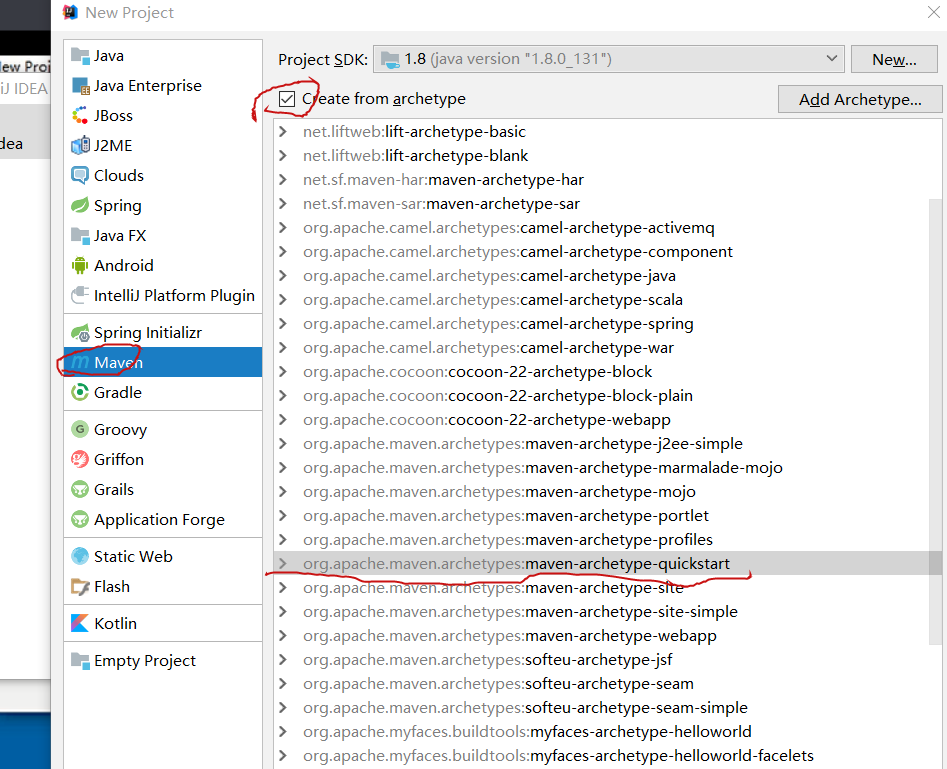 New Project
ew Proj
iJ IDEA
dea
Java
Java Enterprise
JBoss
J2ME
Clouds
Spring
Java FX
Android
IntelliJ Platform Plugin
Spring Initializr
Maven
Gradle
Groovy
Griffon
Grails
Application Forge
Static Web
Flash
Kotlin
Empty Project
Project SDK: 1.8 (java version "1.8.0_131") New...
Create from archetype Add Archetype...
net.liftweb:lift-archetype-basic
net.liftweb:lift-archetype-blank
net.sf.maven-har:maven-archetype-har
net.sf.maven-sar:maven-archetype-sar
org.apache.camel.archetypes:camel-archetype-activemq
org.apache.camel.archetypes:camel-archetype-component
org.apache.camel.archetypes:camel-archetype-java
org.apache.camel.archetypes:camel-archetype-scala
org.apache.camel.archetypes:camel-archetype-spring
org.apache.camel.archetypes:camel-archetype-war
org.apache.cocoon:cocoon-22-archetype-block
org.apache.cocoon:cocoon-22-archetype-block-plain
org.apache.cocoon:cocoon-22-archetype-webapp
org.apache.maven.archetypes:maven-archetype-j2ee-simple
org.apache.maven.archetypes:maven-archetype-marmalade-mojo
org.apache.maven.archetypes:maven-archetype-mojo
org.apache.maven.archetypes:maven-archetype-portlet
org.apache.maven.archetypes:maven-archetype-profiles
org.apache.maven.archetypes:maven-archetype-quickstart
org.apache.maven.archetypes:maven-archetype-site
org.apache.maven.archetypes:maven-archetype-site-simple
org.apache.maven.archetypes:maven-archetype-webapp
org.apache.maven.archetypes:softeu-archetype-jsf
org.apache.maven.archetypes:softeu-archetype-seam
org.apache.maven.archetypes:softeu-archetype-seam-simple
org.apache.myfaces.buildtools:myfaces-archetype-helloworld
org.apache.myfaces.buildtools:myfaces-archetype-helloworld-facelets